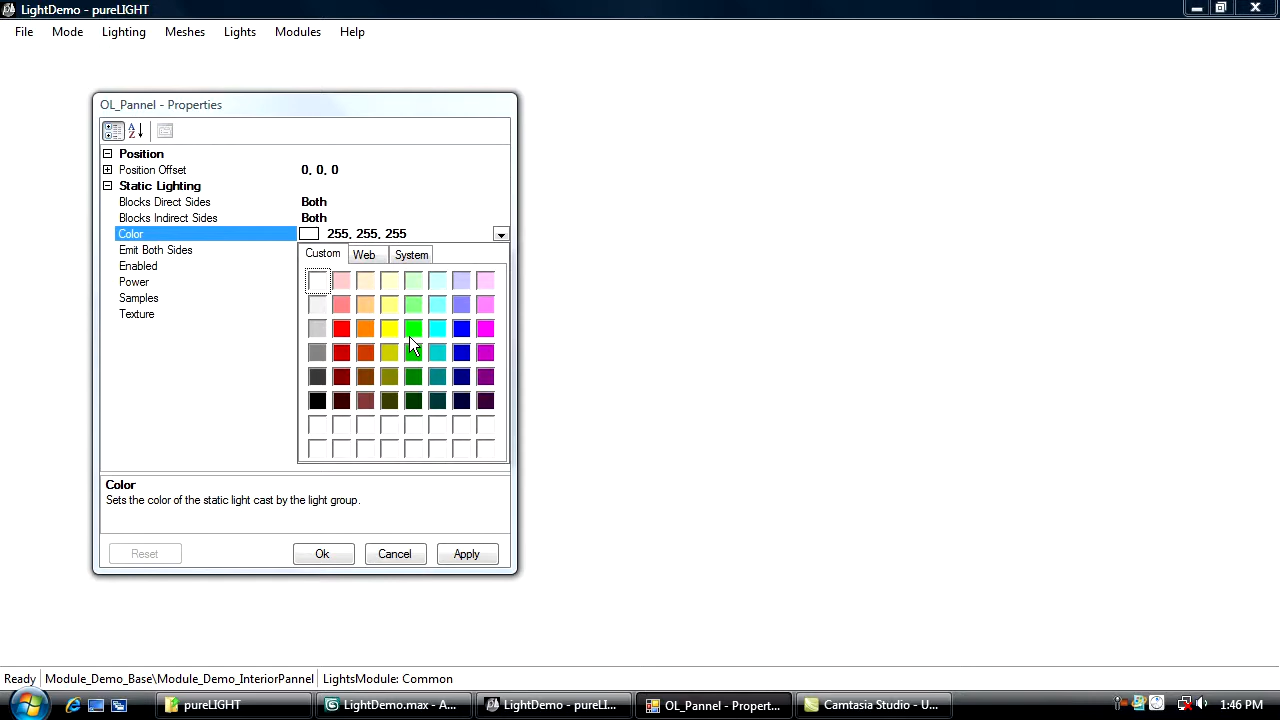 LightDemo - pureLIGHT
File Mode Lighting Meshes Lights Modules Help
OL_Pannel - Properties
Position
Position Offset 0, 0, 0
Static Lighting
Blocks Direct Sides Both
Blocks Indirect Sides Both
Color 255, 255, 255
Emit Both Sides
Custom Web System
Enabled
Power
Samples
Texture
Color
Sets the color of the static light cast by the light group.
Reset Ok Cancel Apply
Ready Module_Demo_Base\Module_Demo_InteriorPannel LightsModule: Common
pureLIGHT LightDemo.max - A... LightDemo - pureLI... OL_Pannel - Propert... Camtasia Studio - U... 1:46 PM